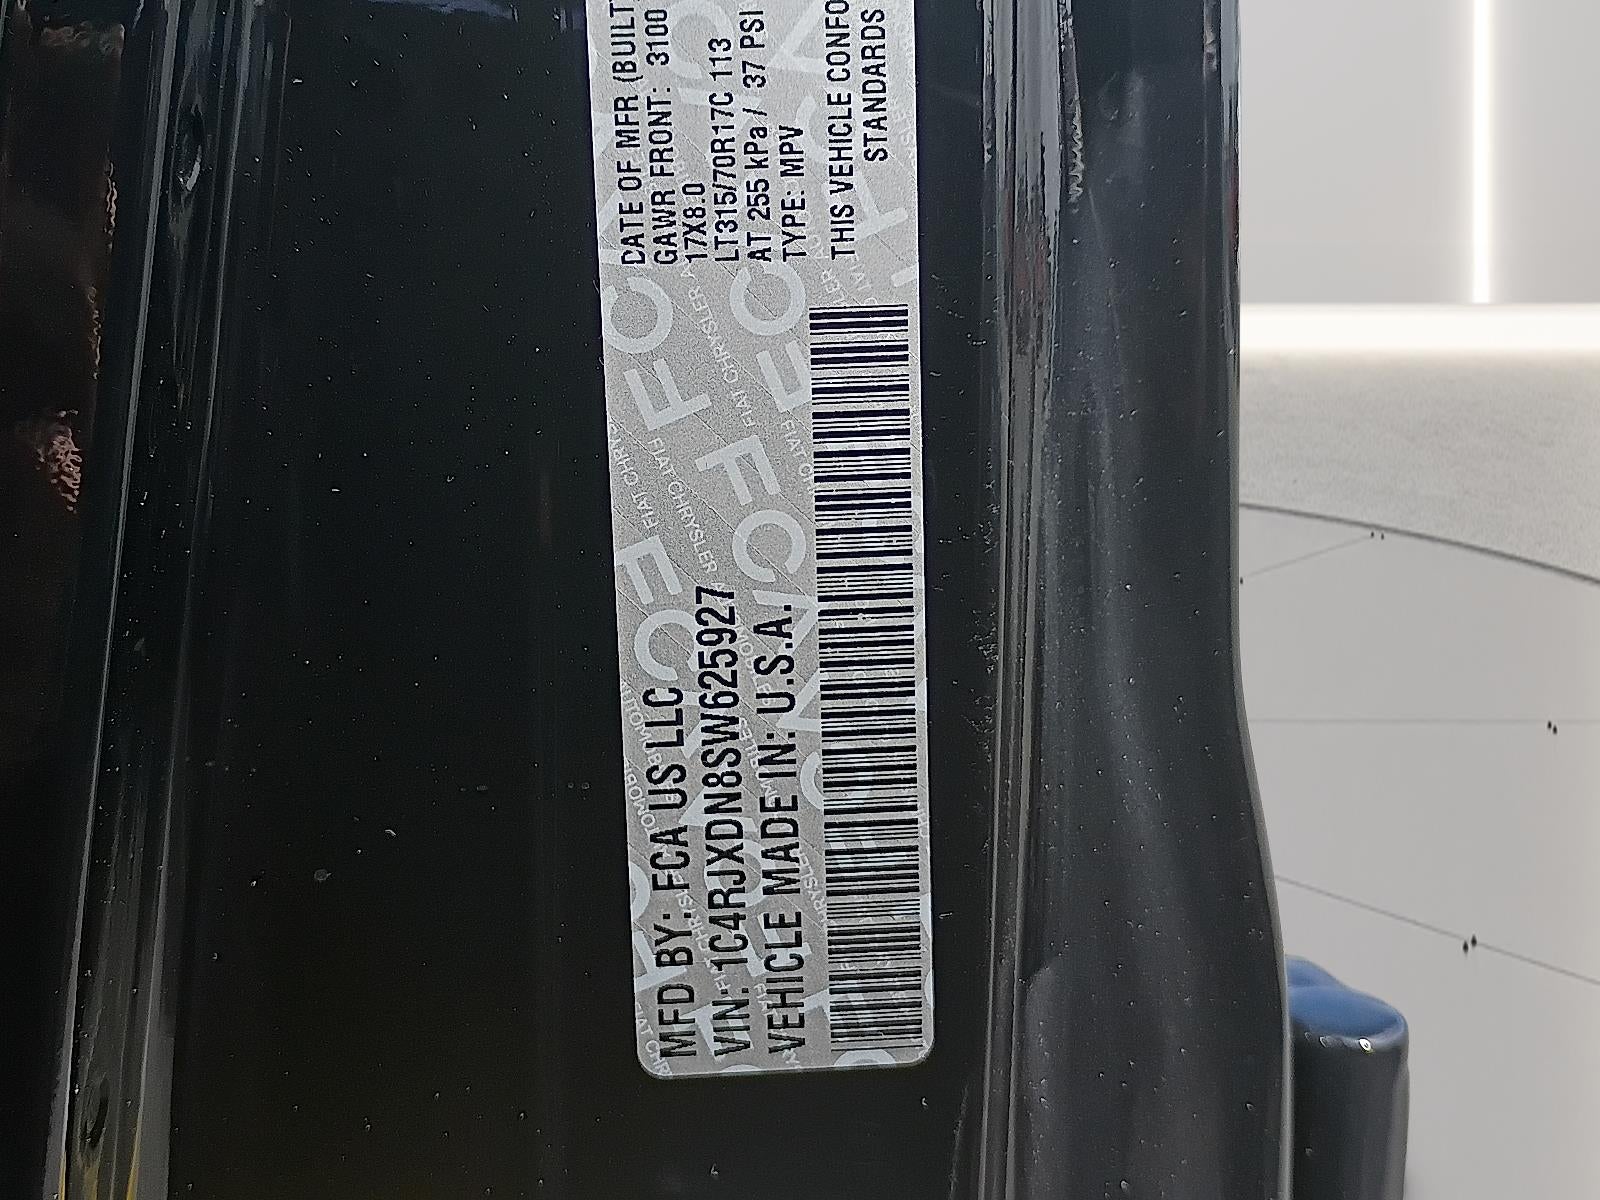 MFD BY: FCA US LLC
VIN: 1C4RJXDN8SW625927
VEHICLE MADE IN: U.S.A.
DATE OF MFR (BUILT
GAWR FRONT: 3100
17X8.0
LT315/70R17C 113
AT 255 kPa / 37 PSI
TYPE: MPV
THIS VEHICLE CONFO
STANDARDS